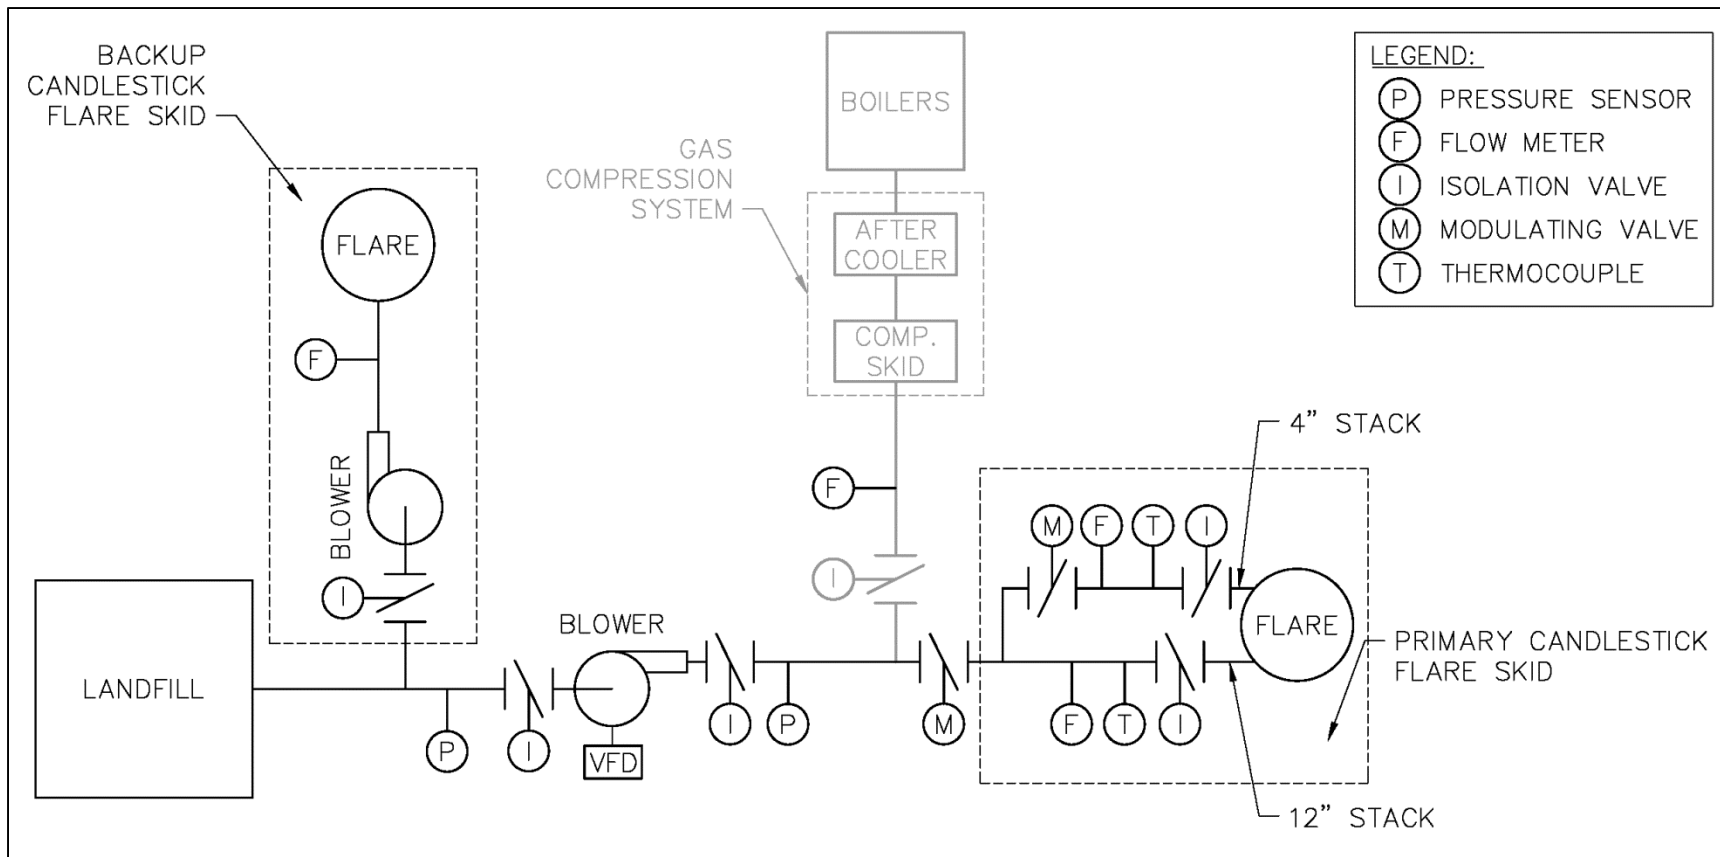 BACKUP
CANDLESTICK
FLARE SKID
FLARE
F
BLOWER
I
LANDFILL
P
I
BLOWER
VFD
I
P
BOILERS
GAS
COMPRESSION
SYSTEM
AFTER
COOLER
COMP.
SKID
F
I
M
M F T I
F T I
FLARE
4” STACK
12” STACK
PRIMARY CANDLESTICK
FLARE SKID
LEGEND:
P PRESSURE SENSOR
F FLOW METER
I ISOLATION VALVE
M MODULATING VALVE
T THERMOCOUPLE